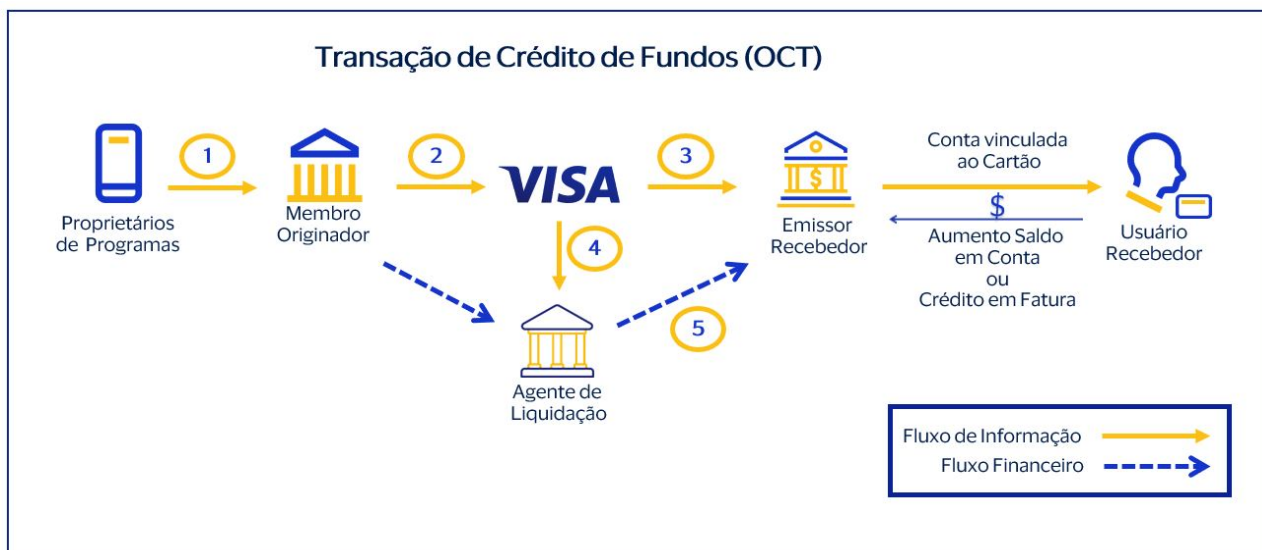 Transação de Crédito de Fundos (OCT)
1
2
3
Conta vinculada
ao Cartão
VISA
$
$
Proprietários
de Programas
Membro
Originador
Emissor
Recebedor
Aumento Saldo
em Conta
ou
Crédito em Fatura
Usuário
Recebedor
4
5
Agente de
Liquidação
Fluxo de Informação
Fluxo Financeiro